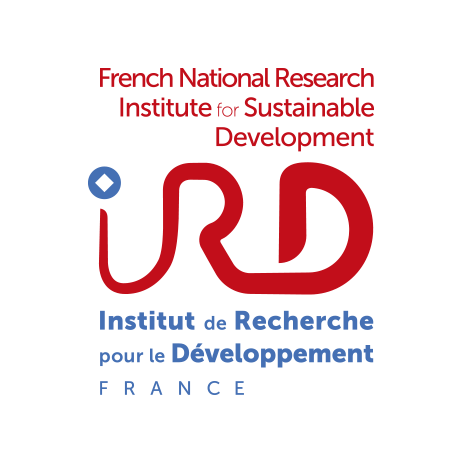 French National Research
Institute for Sustainable
Development
iRD
Institut de Recherche
pour le Développement
FRANCE